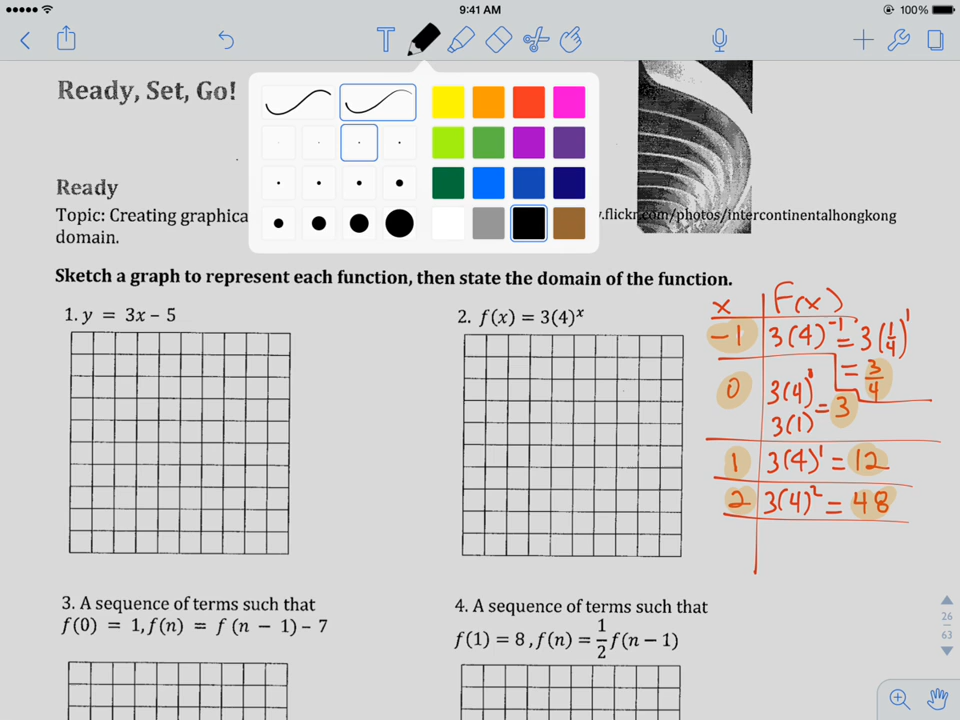 9:41 AM
100%
T
Ready, Set, Go!
Ready
Topic: Creating graphica
.flickr.com/photos/intercontinentalhongkong
domain.
Sketch a graph to represent each function, then state the domain of the function.
1. y = 3x – 5
2. f(x) = 3(4)ˣ
x F(x)
-1 3(4)⁻¹ = 3(1/4)¹
= 3/4
0 3(4)⁰
= 3
3(1)
1 3(4)¹ = 12
2 3(4)² = 48
3. A sequence of terms such that
f(0) = 1, f(n) = f (n – 1) – 7
4. A sequence of terms such that
f(1) = 8 , f(n) = 1/2 f(n – 1)
26
63